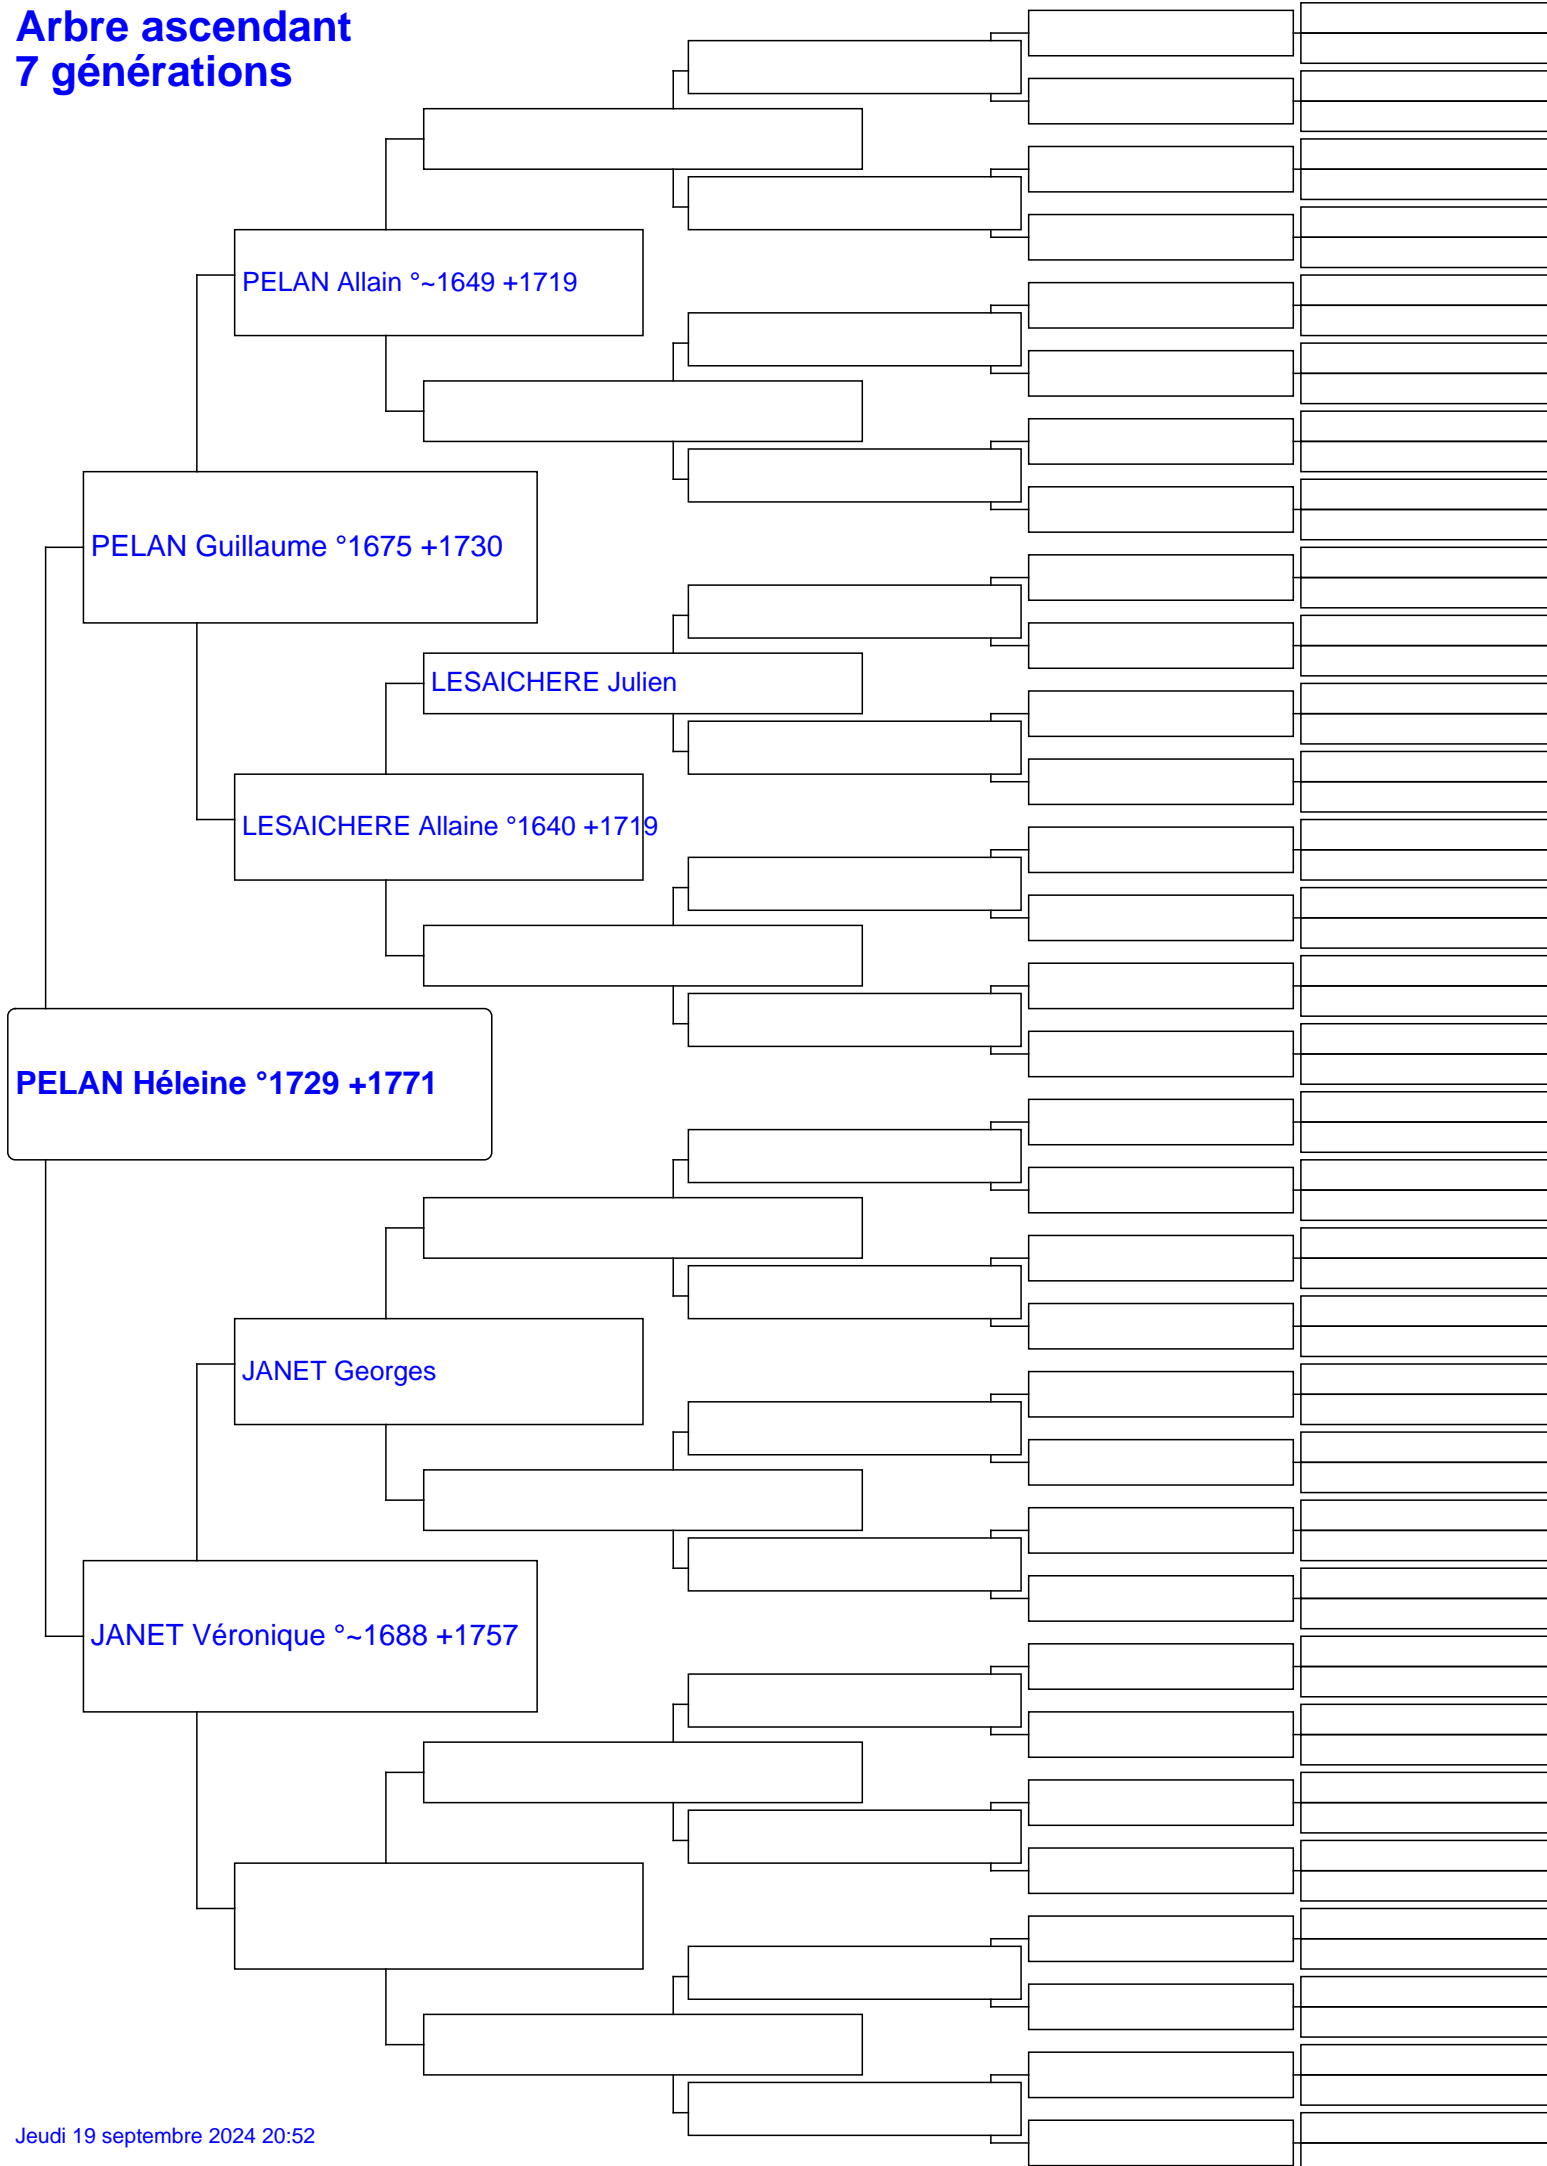 Arbre ascendant
7 générations
PELAN Allain °~1649 +1719
PELAN Guillaume °1675 +1730
LESAICHERE Julien
LESAICHERE Allaine °1640 +1719
PELAN Héleine °1729 +1771
JANET Georges
JANET Véronique °~1688 +1757
Jeudi 19 septembre 2024 20:52